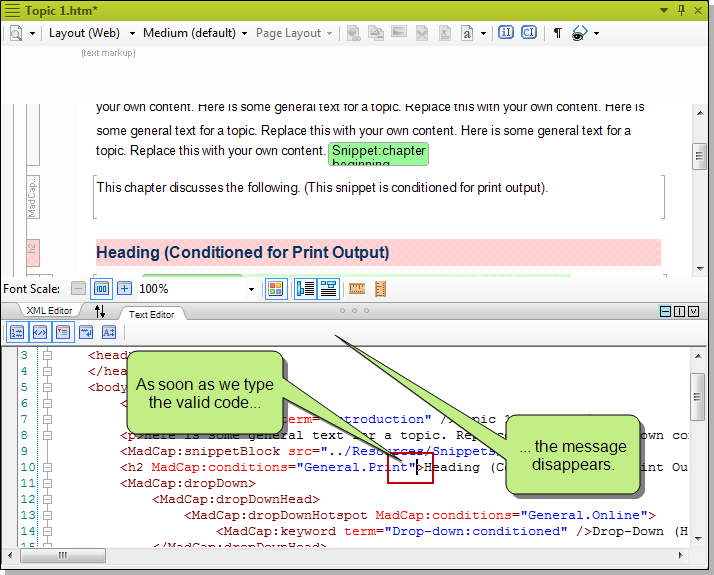 Topic 1.htm*
Layout (Web) Medium (default) Page Layout
(text markup)
your own content. Here is some general text for a topic. Replace this with your own content. Here is
some general text for a topic. Replace this with your own content. Here is some general text for a
topic. Replace this with your own content. Snippet:chapter
beginning
MadCap...
This chapter discusses the following. (This snippet is conditioned for print output).
h2
Heading (Conditioned for Print Output)
Font Scale: 100 100%
XML Editor Text Editor
3 <head
4 </hea
5 <body
6 <
7 term="introduction" />
8 <p>Here is some general text for a topic. Replac
9 <MadCap:snippetBlock src="../Resources/Snippets
10 <h2 MadCap:conditions="General.Print">Heading (Co
11 <MadCap:dropDown>
12 <MadCap:dropDownHead>
13 <MadCap:dropDownHotspot MadCap:conditions="General.Online">
14 <MadCap:keyword term="Drop-down:conditioned" />Drop-Down (H
15 </MadCap:dropDownHead>
As soon as we type
the valid code...
... the message
disappears.